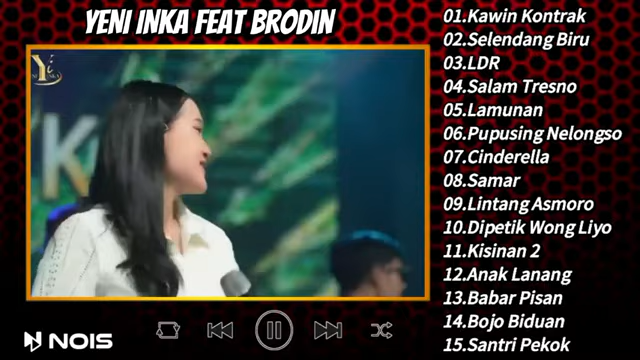 YENI INKA FEAT BRODIN
01.Kawin Kontrak
02.Selendang Biru
03.LDR
04.Salam Tresno
05.Lamunan
06.Pupusing Nelongso
07.Cinderella
08.Samar
09.Lintang Asmoro
10.Dipetik Wong Liyo
11.Kisinan 2
12.Anak Lanang
13.Babar Pisan
14.Bojo Biduan
15.Santri Pekok
NOIS